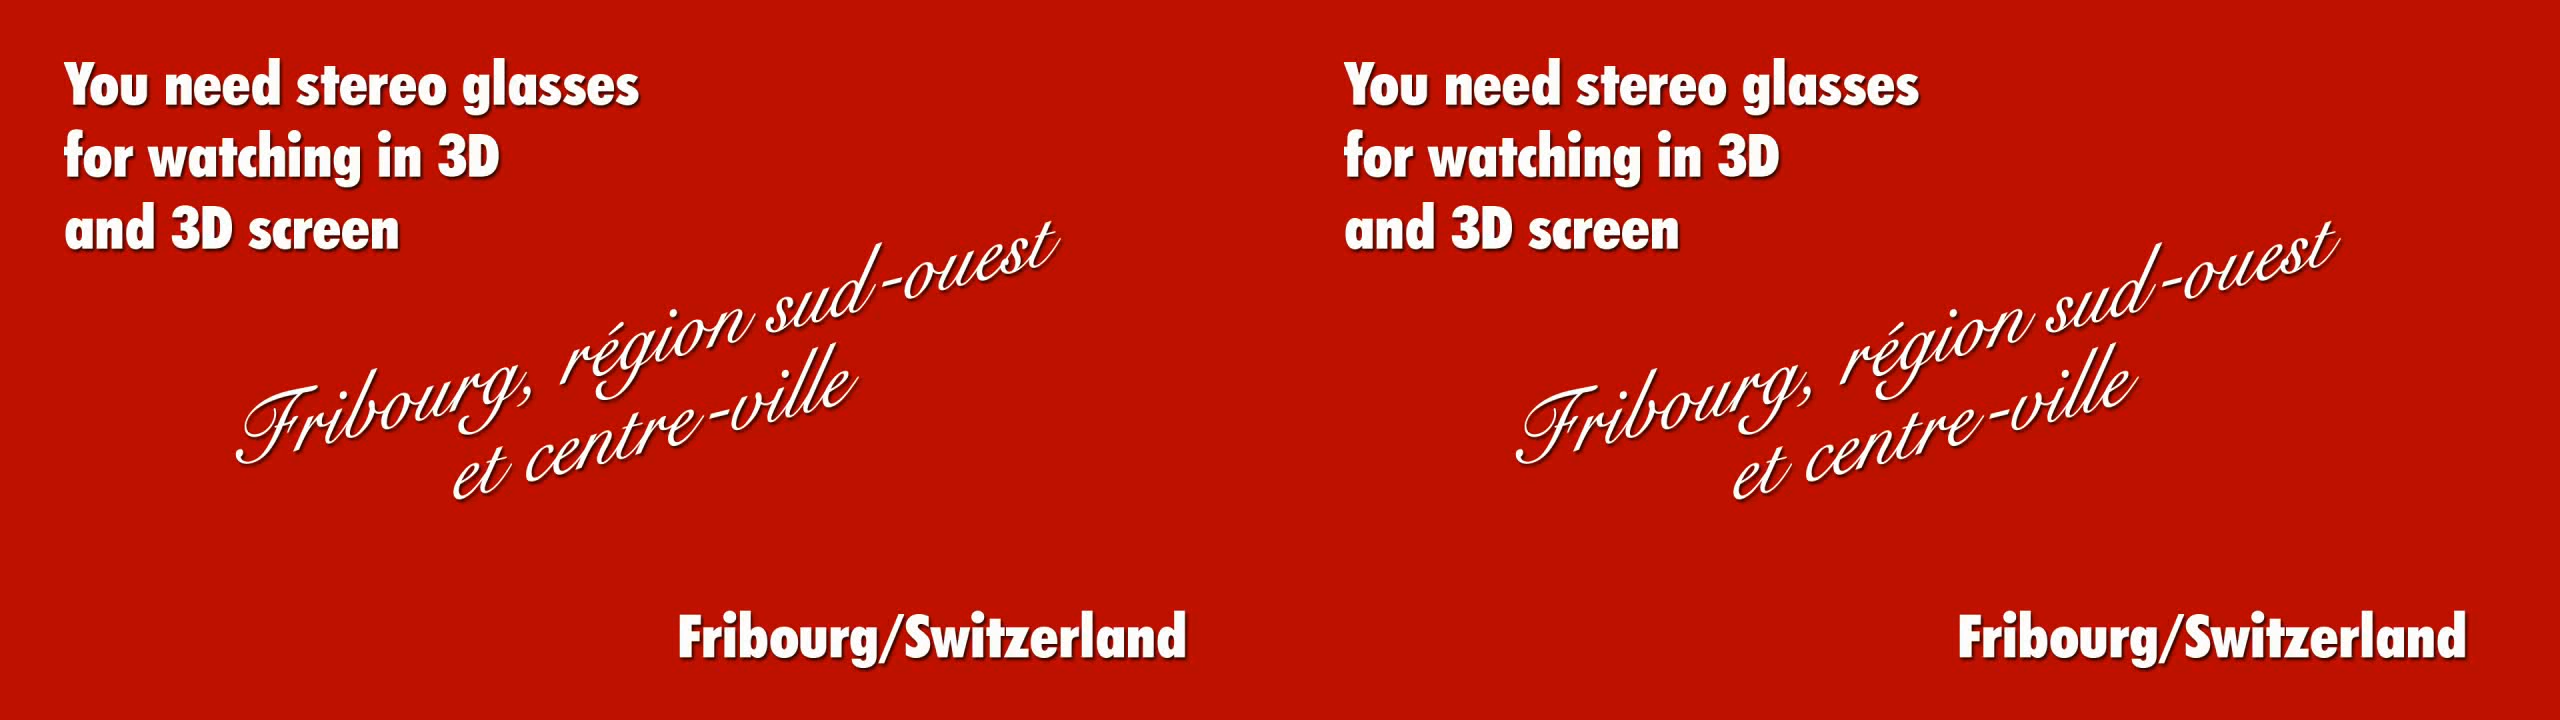 You need stereo glasses
for watching in 3D
and 3D screen
Fribourg, région sud-ouest
et centre-ville
Fribourg/Switzerland
You need stereo glasses
for watching in 3D
and 3D screen
Fribourg, région sud-ouest
et centre-ville
Fribourg/Switzerland